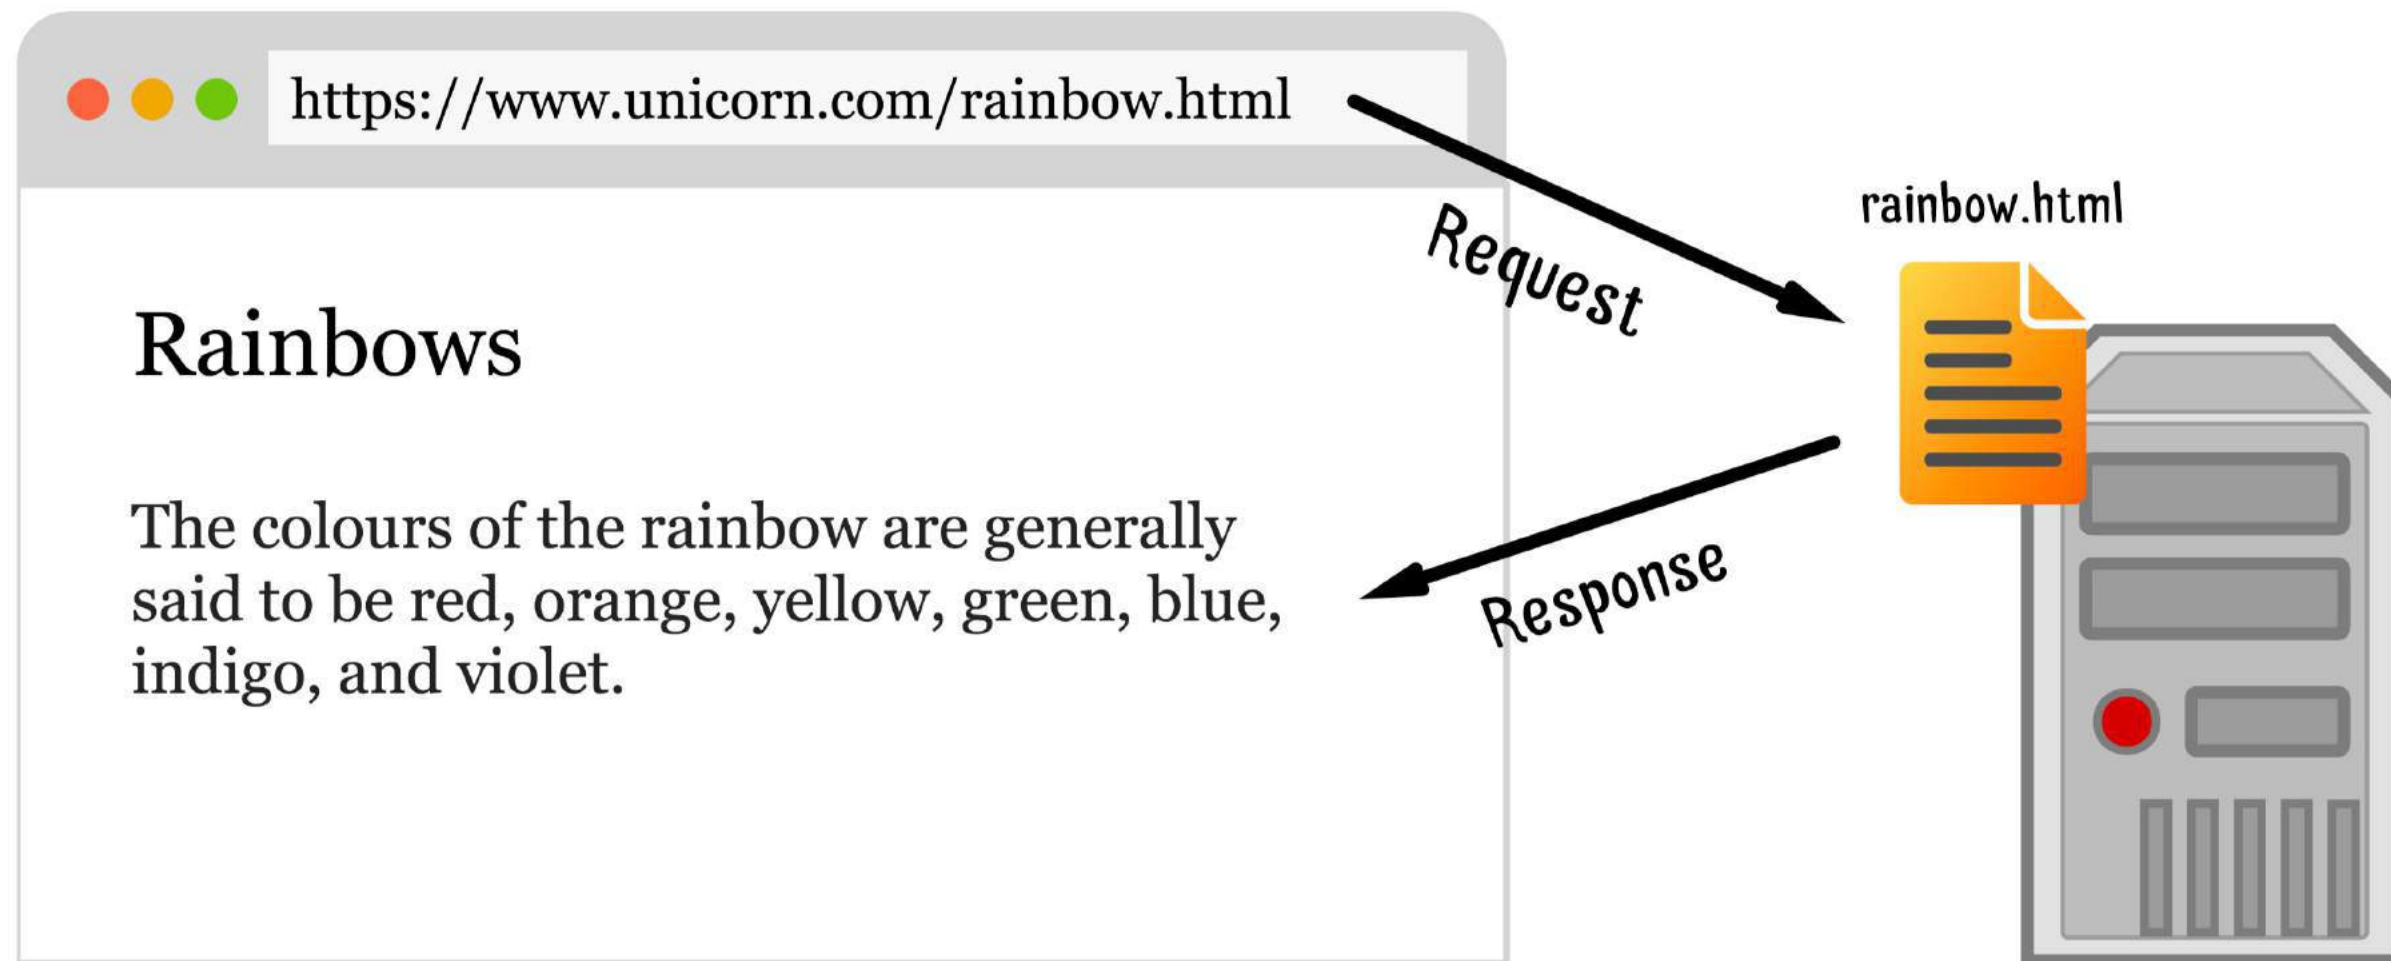 https://www.unicorn.com/rainbow.html
rainbow.html
Request
Rainbows
The colours of the rainbow are generally
said to be red, orange, yellow, green, blue,
indigo, and violet.
Response